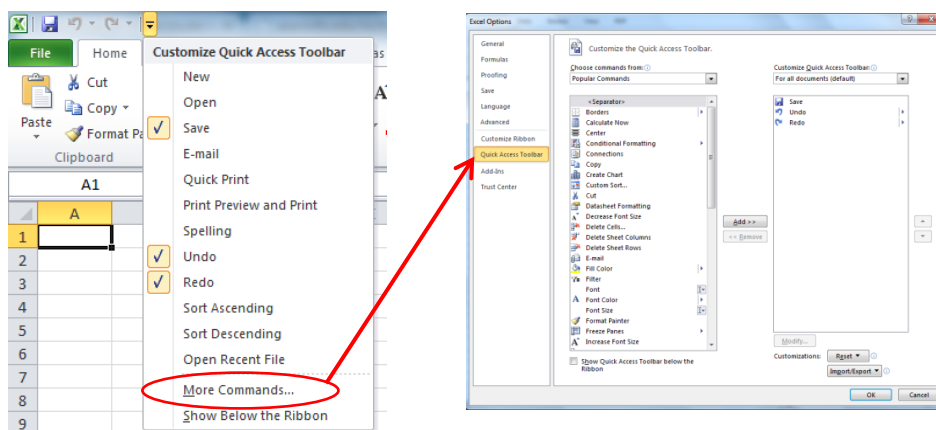 File
Home
as
Cut
Copy
Paste
Format Pa
Clipboard
A1
A
1
2
3
4
5
6
7
8
9
Customize Quick Access Toolbar
New
Open
Save
E-mail
Quick Print
Print Preview and Print
Spelling
Undo
Redo
Sort Ascending
Sort Descending
Open Recent File
More Commands...
Show Below the Ribbon
Excel Options
General
Formulas
Proofing
Save
Language
Advanced
Customize Ribbon
Quick Access Toolbar
Add-Ins
Trust Center
Customize the Quick Access Toolbar.
Choose commands from:
Popular Commands
<Separator>
Borders
Calculate Now
Center
Conditional Formatting
Connections
Copy
Create Chart
Custom Sort...
Cut
Datasheet Formatting
Decrease Font Size
Delete Cells...
Delete Sheet Columns
Delete Sheet Rows
E-mail
Fill Color
Filter
Font
Font Color
Font Size
Format Painter
Freeze Panes
Increase Font Size
Show Quick Access Toolbar below the
Ribbon
Add >>
<< Remove
Customize Quick Access Toolbar:
For all documents (default)
Save
Undo
Redo
Modify...
Customizations:
Reset
Import/Export
OK
Cancel